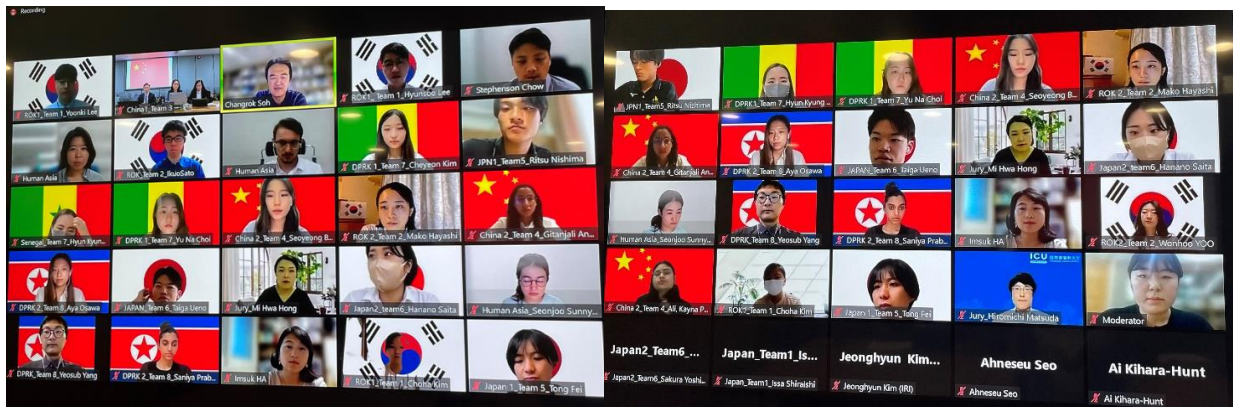 Recording
ROK1_Team 1_Yoonki Lee
China1_Team 3
Changrok Soh
ROK1_ Team 1_Hyunsoo Lee
Stephenson Chow
Human Asia
ROK_Team 2_IkuoSato
Human Asia
DPRK 1_Team 7_Cheyeon Kim
JPN1_Team5_Ritsu Nishima
Senegal_Team 7_Hyun Kyun...
DPRK 1_Team 7_Yu Na Choi
China 2_Team 4_Seoyeong B...
ROK 2_Team 2_Mako Hayashi
China 2_Team 4_Gitanjali An...
DPRK 2_Team 8_Aya Osawa
JAPAN_Team 6_Taiga Ueno
Jury_Mi Hwa Hong
Japan2_team6_Hanano Saita
Human Asia_Seonjoo Sunny...
DPRK_Team 8_Yeosub Yang
DPRK 2_Team 8_Saniya Prab...
Imsuk HA
ROK1_Team 1_Choha Kim
Japan 1_Team 5_Tong Fei
JPN1_Team5_Ritsu Nishima
DPRK1_Team 7_Hyun Kyung ...
DPRK 1_Team 7_Yu Na Choi
China 2_Team 4_Seoyeong B...
ROK 2_Team 2_Mako Hayashi
China 2_Team 4_Gitanjali An...
DPRK 2_Team 8_Aya Osawa
JAPAN_Team 6_Taiga Ueno
Jury_Mi Hwa Hong
Japan2_team6_Hanano Saita
Human Asia_Seonjoo Sunny...
DPRK_Team 8_Yeosub Yang
DPRK 2_Team 8_Saniya Prab...
Imsuk HA
ROK2_Team 2_Wonhoo YOO
ICU
China 2_Team 4_Ali, Kayna P...
ROK1_Team 1_Choha Kim
Japan 1_Team 5_Tong Fei
Jury_Hiromichi Matsuda
Moderator
Japan2_Team6_...
Japan_Team1_Is...
Jeonghyun Kim...
Ahneseu Seo
Ai Kihara-Hunt
Japan2_Team6_Sakura Yoshi...
Japan_Team1_Issa Shiraishi
Jeonghyun Kim (IRI)
Ahneseu Seo
Ai Kihara-Hunt